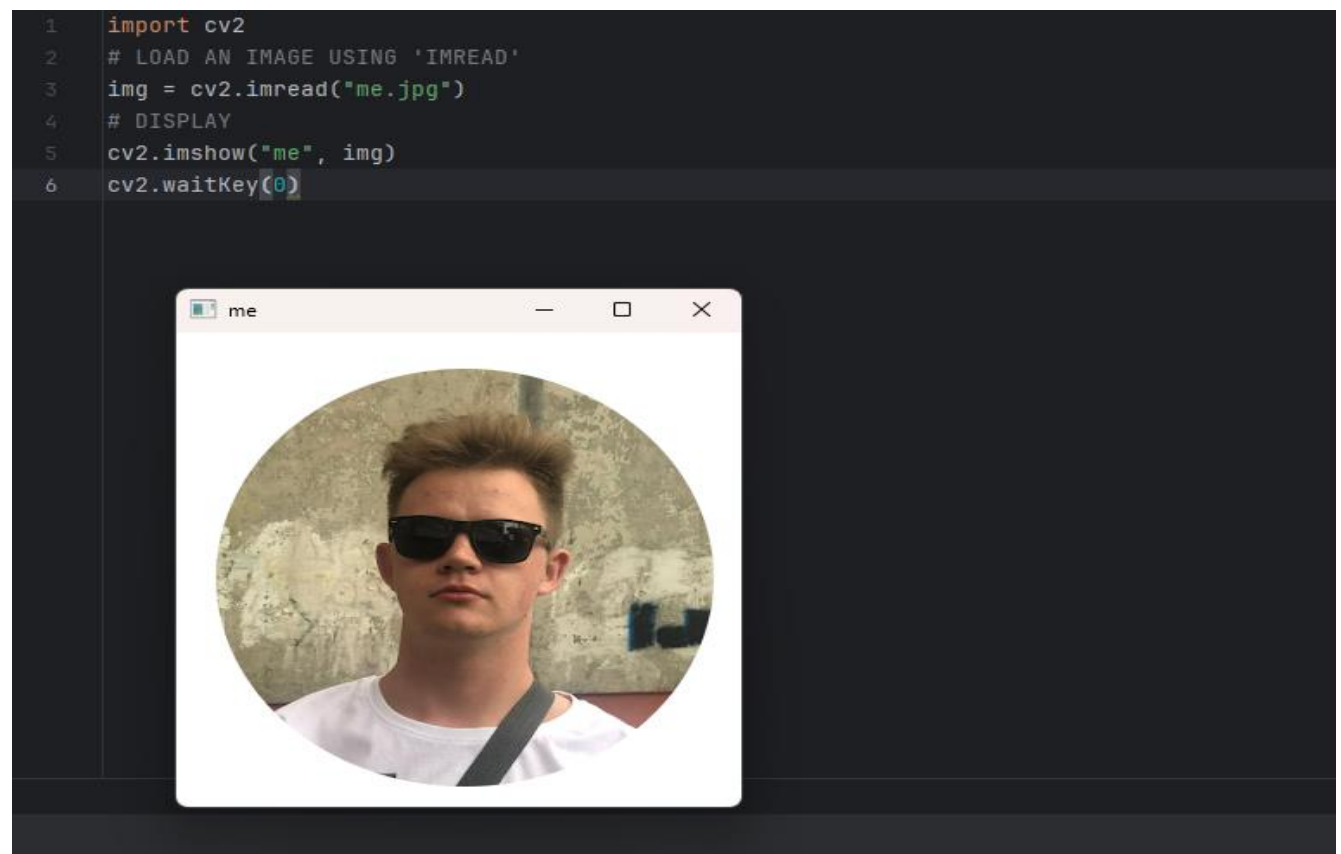 1 import cv2
2 # LOAD AN IMAGE USING 'IMREAD'
3 img = cv2.imread("me.jpg")
4 # DISPLAY
5 cv2.imshow("me", img)
6 cv2.waitKey(0)
me